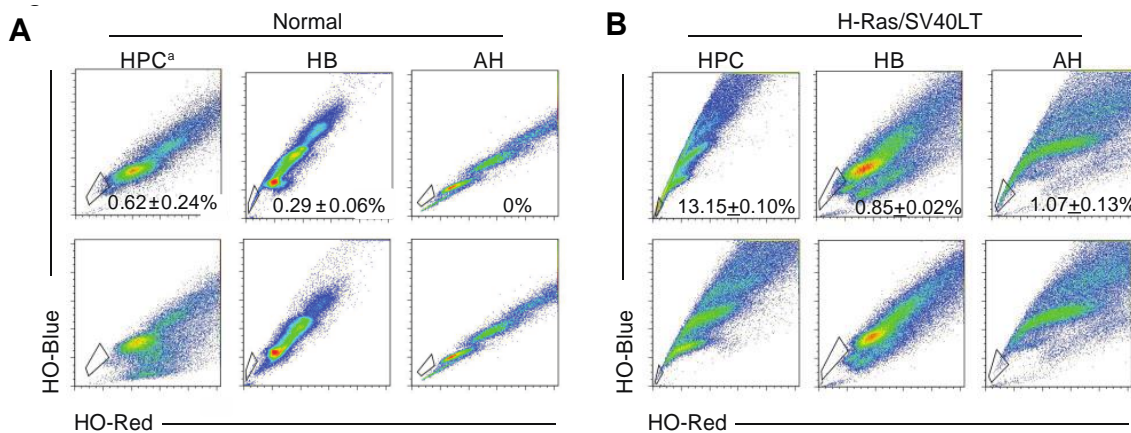 A
Normal
HPCᵃ HB AH
0.62±0.24% 0.29±0.06% 0%
HO-Blue
HO-Red
B
H-Ras/SV40LT
HPC HB AH
13.15±0.10% 0.85±0.02% 1.07±0.13%
HO-Blue
HO-Red